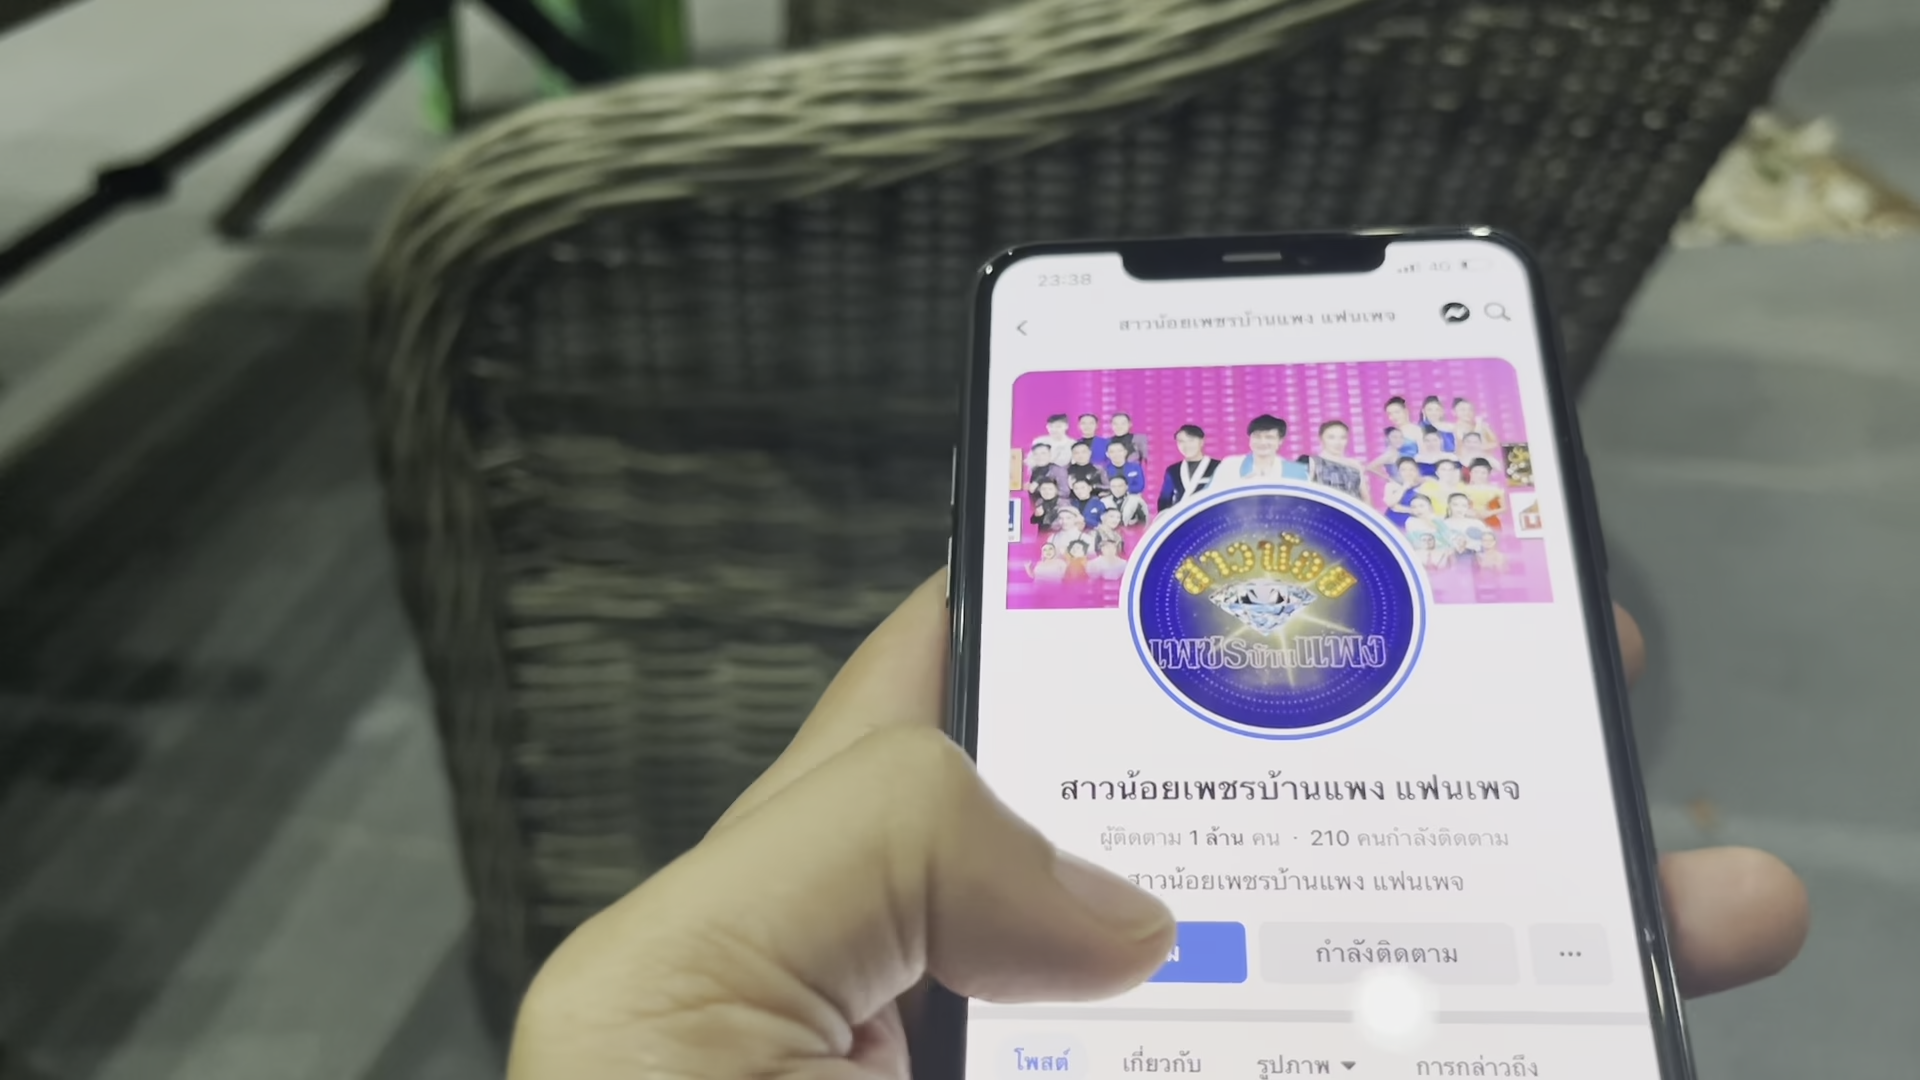 23:38
4G
สาวน้อยเพชรบ้านแพง แฟนเพจ
สาวน้อย
เพชรบ้านแพง
สาวน้อยเพชรบ้านแพง แฟนเพจ
ผู้ติดตาม 1 ล้าน คน · 210 คนกำลังติดตาม
สาวน้อยเพชรบ้านแพง แฟนเพจ
กำลังติดตาม
โพสต์ เกี่ยวกับ รูปภาพ การกล่าวถึง